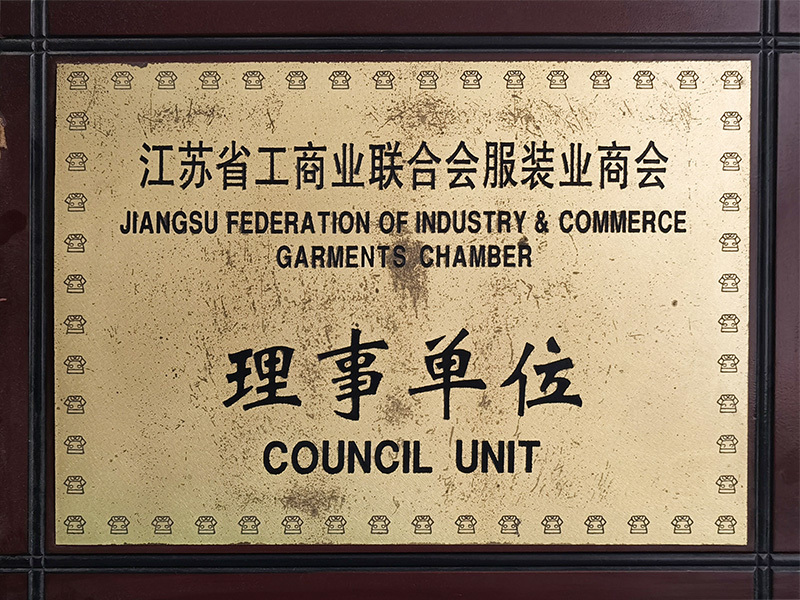 江苏省工商业联合会服装业商会
JIANGSU FEDERATION OF INDUSTRY & COMMERCE
GARMENTS CHAMBER
理事单位
COUNCIL UNIT